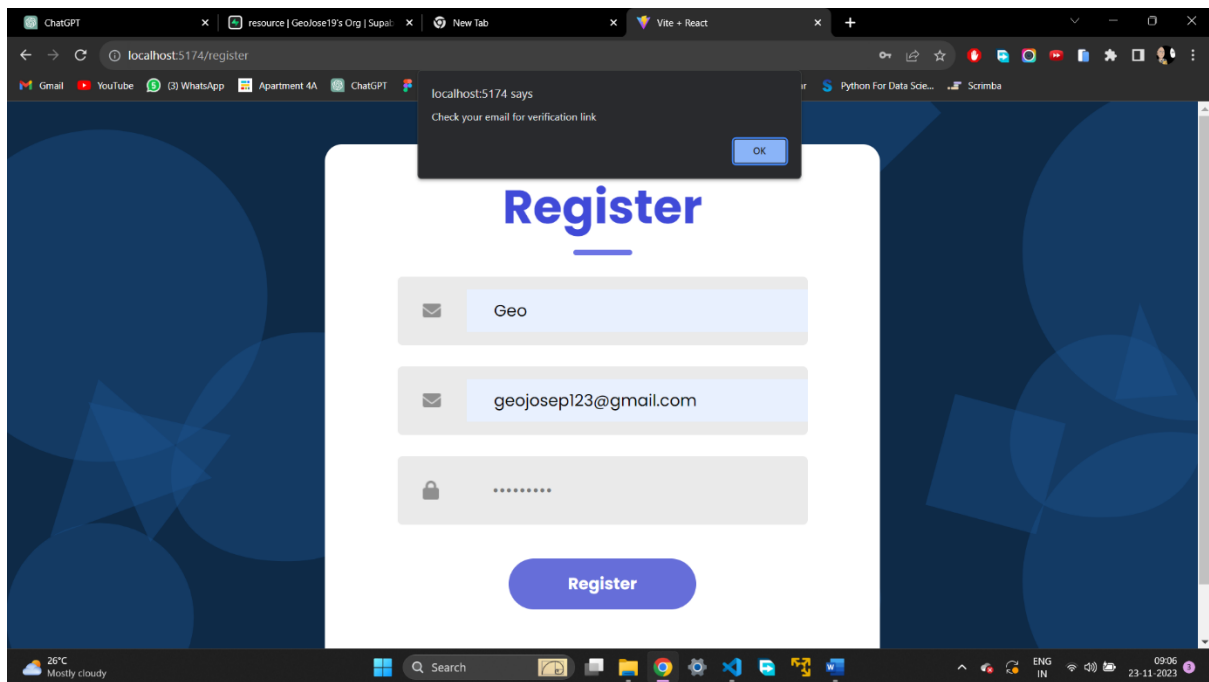 ChatGPT
resource | GeoJose19's Org | Supab
New Tab
Vite + React
localhost:5174/register
Gmail
YouTube
(3) WhatsApp
Apartment 4A
ChatGPT
Python For Data Scie...
Scrimba
localhost:5174 says
Check your email for verification link
OK
Register
Geo
geojosep123@gmail.com
Register
26°C
Mostly cloudy
Search
ENG
IN
09:06
23-11-2023
3